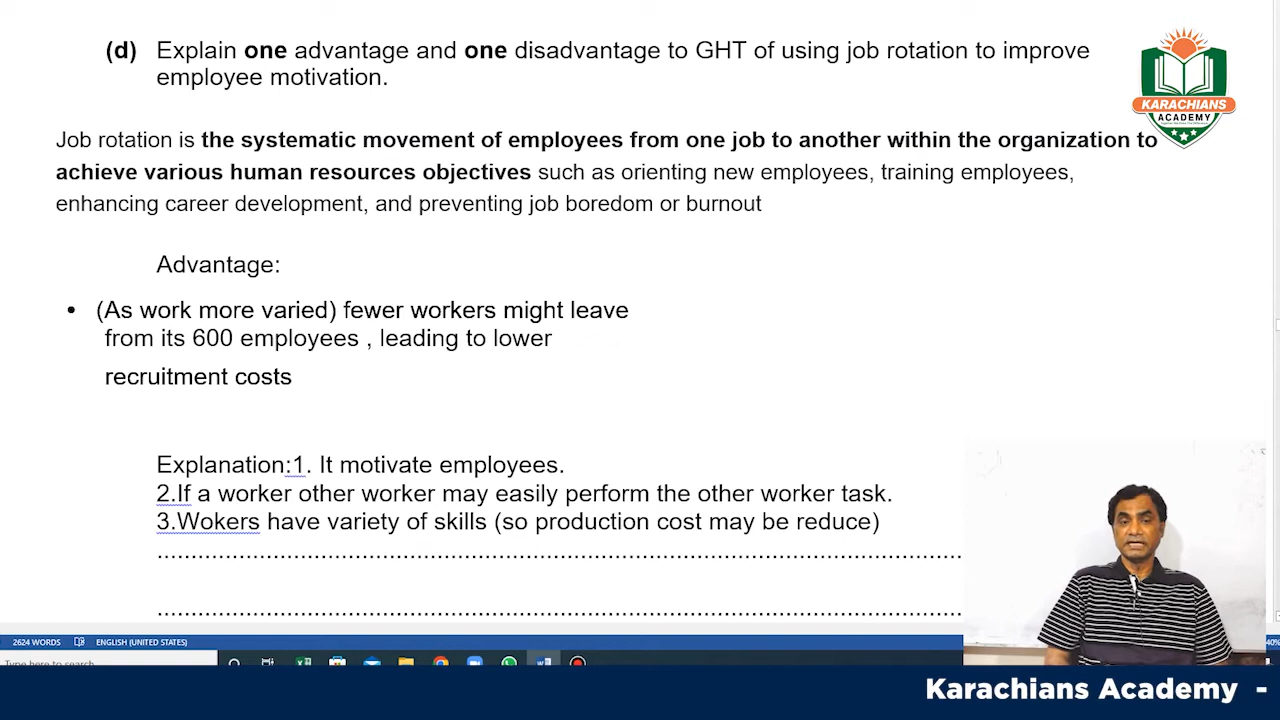 (d) Explain one advantage and one disadvantage to GHT of using job rotation to improve
employee motivation.
KARACHIANS
ACADEMY
Job rotation is the systematic movement of employees from one job to another within the organization to
achieve various human resources objectives such as orienting new employees, training employees,
enhancing career development, and preventing job boredom or burnout
Advantage:
• (As work more varied) fewer workers might leave
from its 600 employees , leading to lower
recruitment costs
Explanation:1. It motivate employees.
2.If a worker other worker may easily perform the other worker task.
3.Wokers have variety of skills (so production cost may be reduce)
2624 WORDS ENGLISH (UNITED STATES)
40%
Type here to search
Karachians Academy -